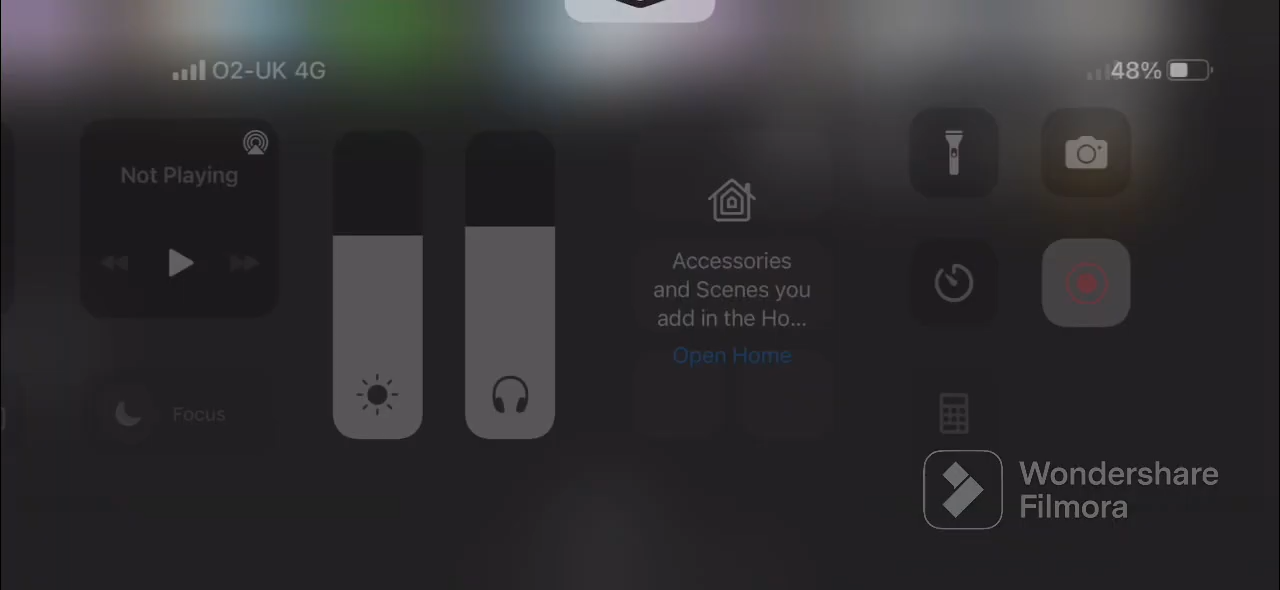 O2-UK 4G
48%
Not Playing
Accessories
and Scenes you
add in the Ho...
Open Home
Focus
Wondershare
Filmora